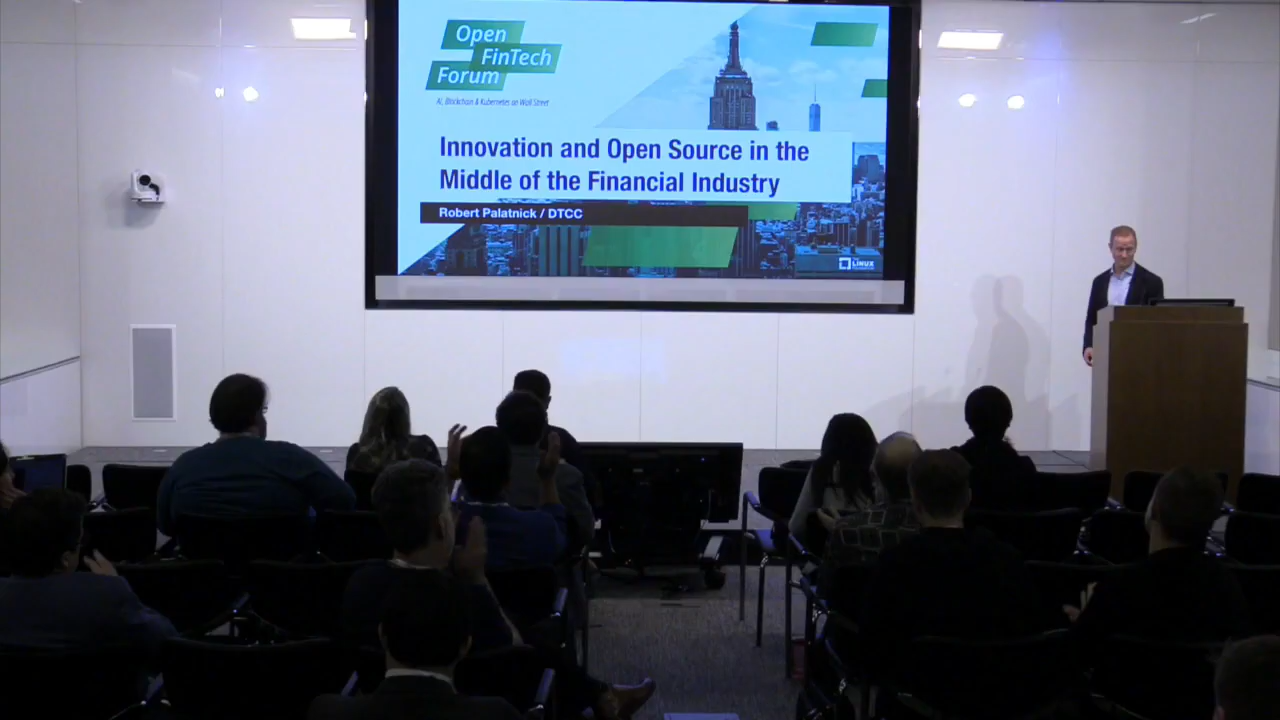 Open
FinTech
Forum
AI, Blockchain & Kubernetes on Wall Street
Innovation and Open Source in the
Middle of the Financial Industry
Robert Palatnick / DTCC
LINUX